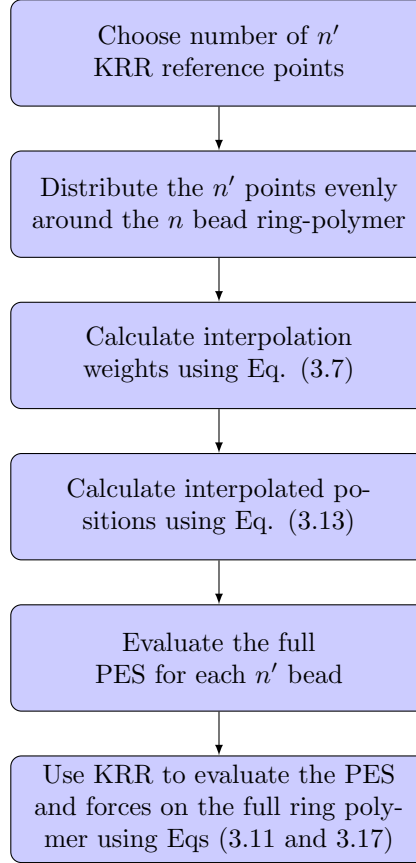 Choose number of n′
KRR reference points
Distribute the n′ points evenly
around the n bead ring-polymer
Calculate interpolation
weights using Eq. (3.7)
Calculate interpolated po-
sitions using Eq. (3.13)
Evaluate the full
PES for each n′ bead
Use KRR to evaluate the PES
and forces on the full ring poly-
mer using Eqs (3.11 and 3.17)